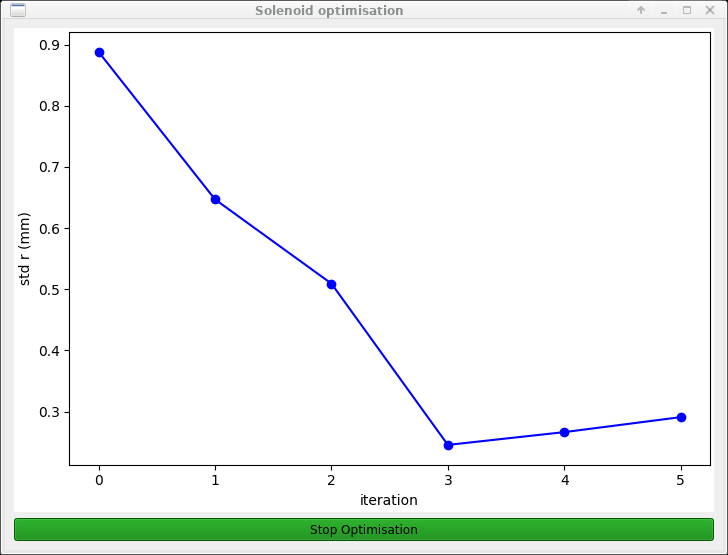 Solenoid optimisation
0.9
0.8
0.7
0.6
0.5
0.4
0.3
std r (mm)
0 1 2 3 4 5
iteration
Stop Optimisation